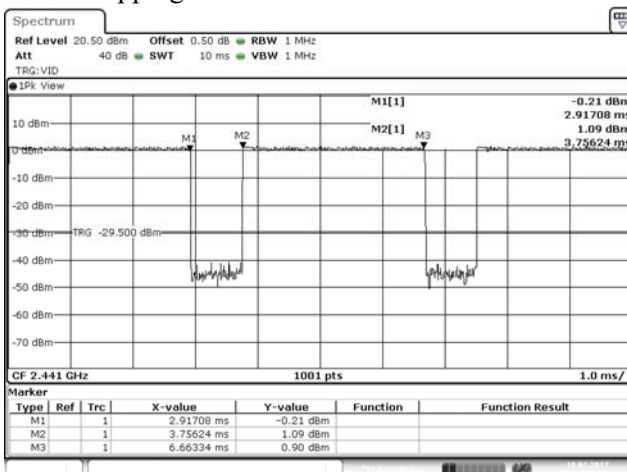 Spectrum
Ref Level 20.50 dBm Offset 0.50 dB RBW 1 MHz
Att 40 dB SWT 10 ms VBW 1 MHz
TRG:VID
1Pk View
M1[1] -0.21 dBm
2.91708 ms
10 dBm M2[1] 1.09 dBm
3.75624 ms
M1 M2 M3
0 dBm
-10 dBm
-20 dBm
-30 dBm TRG -29.500 dBm
-40 dBm
-50 dBm
-60 dBm
-70 dBm
CF 2.441 GHz 1001 pts 1.0 ms/
Marker
Type Ref Trc X-value Y-value Function Function Result
M1 1 2.91708 ms -0.21 dBm
M2 1 3.75624 ms 1.09 dBm
M3 1 6.66334 ms 0.90 dBm